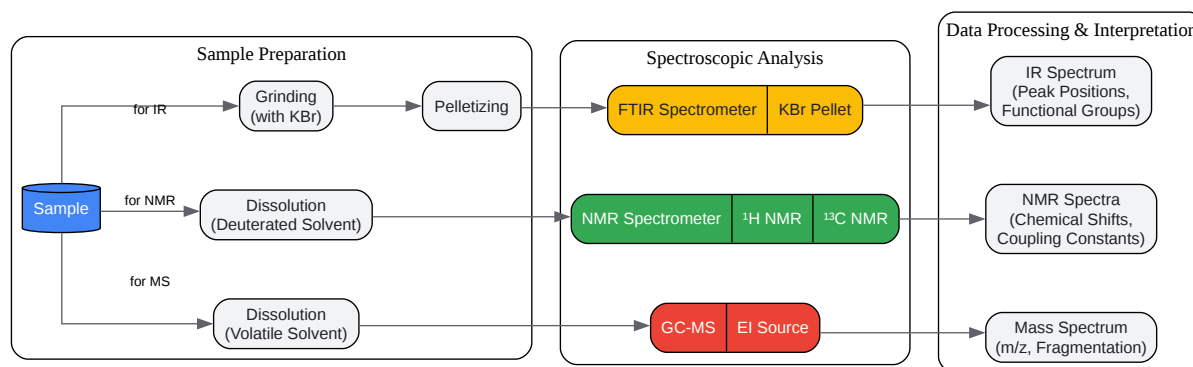 Sample Preparation
Spectroscopic Analysis
Data Processing & Interpretation
for IR
Grinding
(with KBr)
Pelletizing
FTIR Spectrometer
KBr Pellet
IR Spectrum
(Peak Positions,
Functional Groups)
Sample
for NMR
Dissolution
(Deuterated Solvent)
NMR Spectrometer
¹H NMR
¹³C NMR
NMR Spectra
(Chemical Shifts,
Coupling Constants)
for MS
Dissolution
(Volatile Solvent)
GC-MS
EI Source
Mass Spectrum
(m/z, Fragmentation)